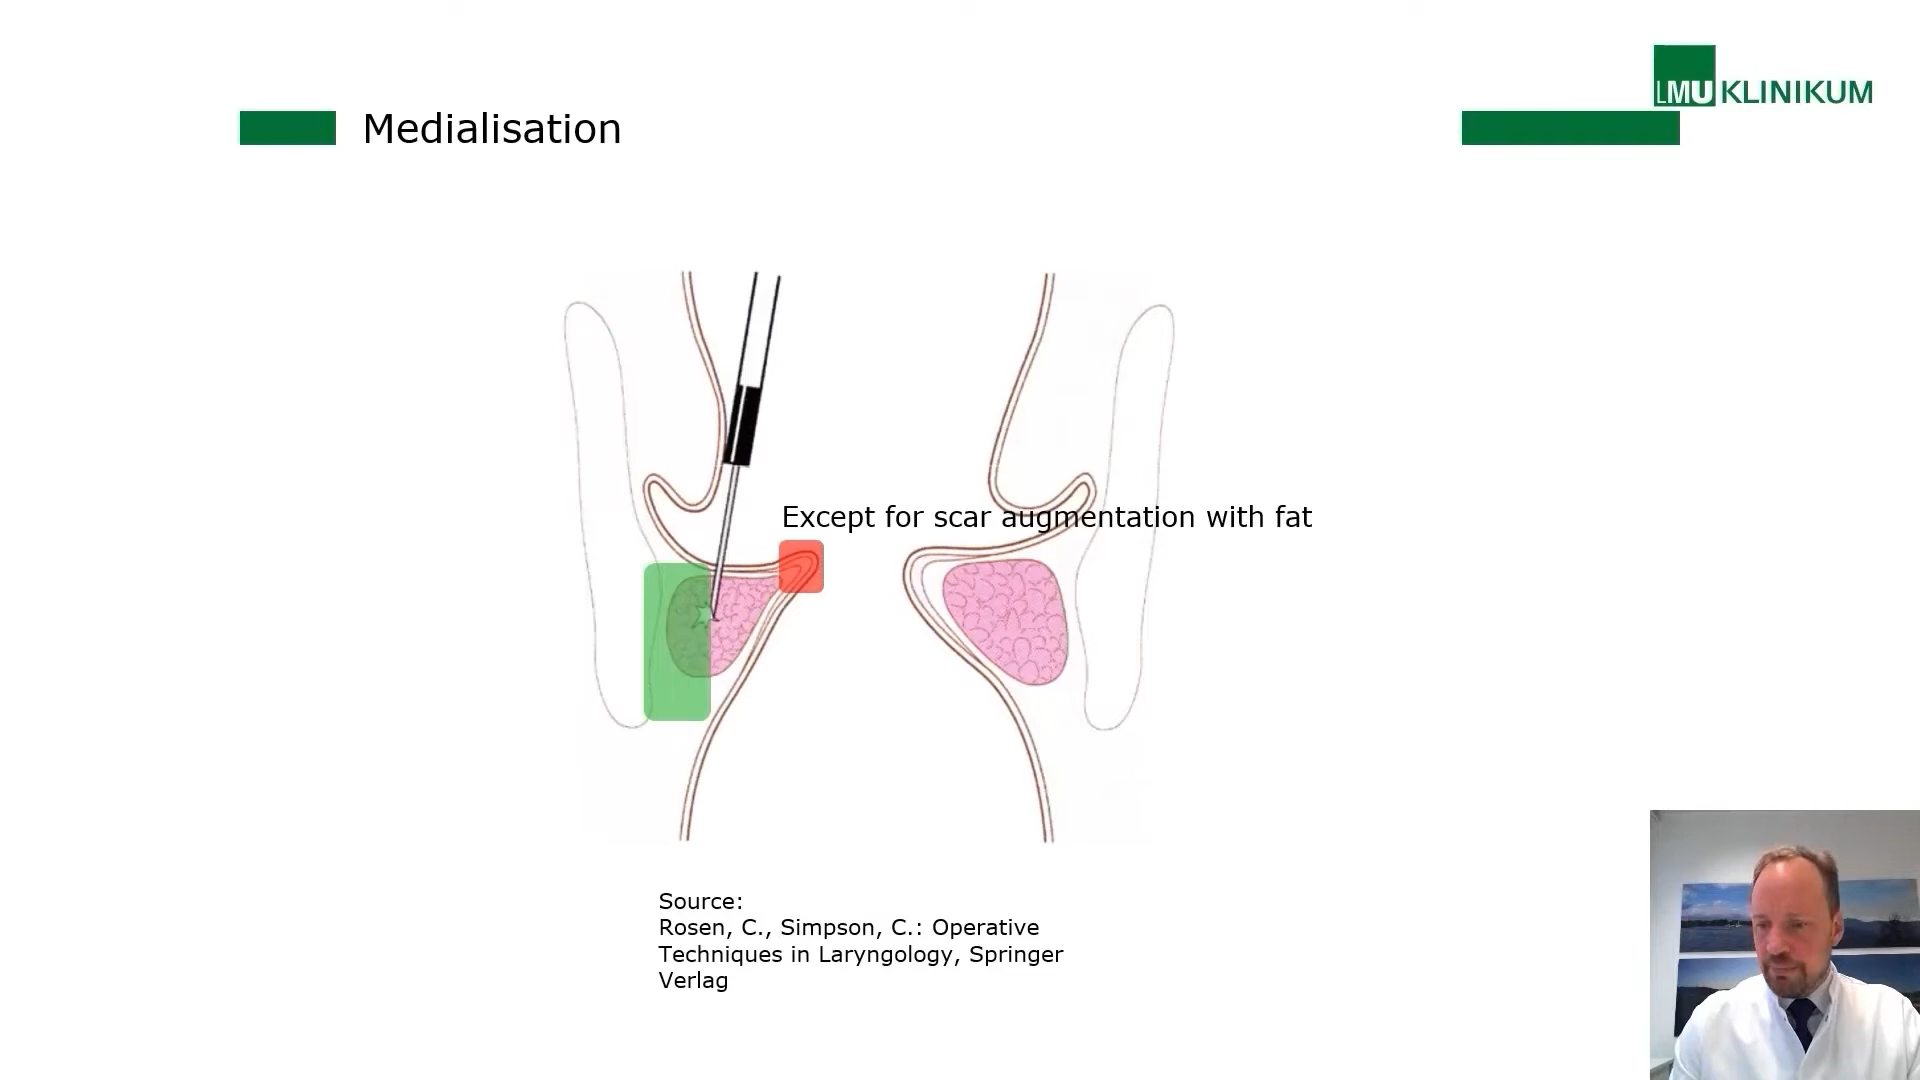 LMU KLINIKUM
Medialisation
Except for scar augmentation with fat
Source:
Rosen, C., Simpson, C.: Operative
Techniques in Laryngology, Springer
Verlag